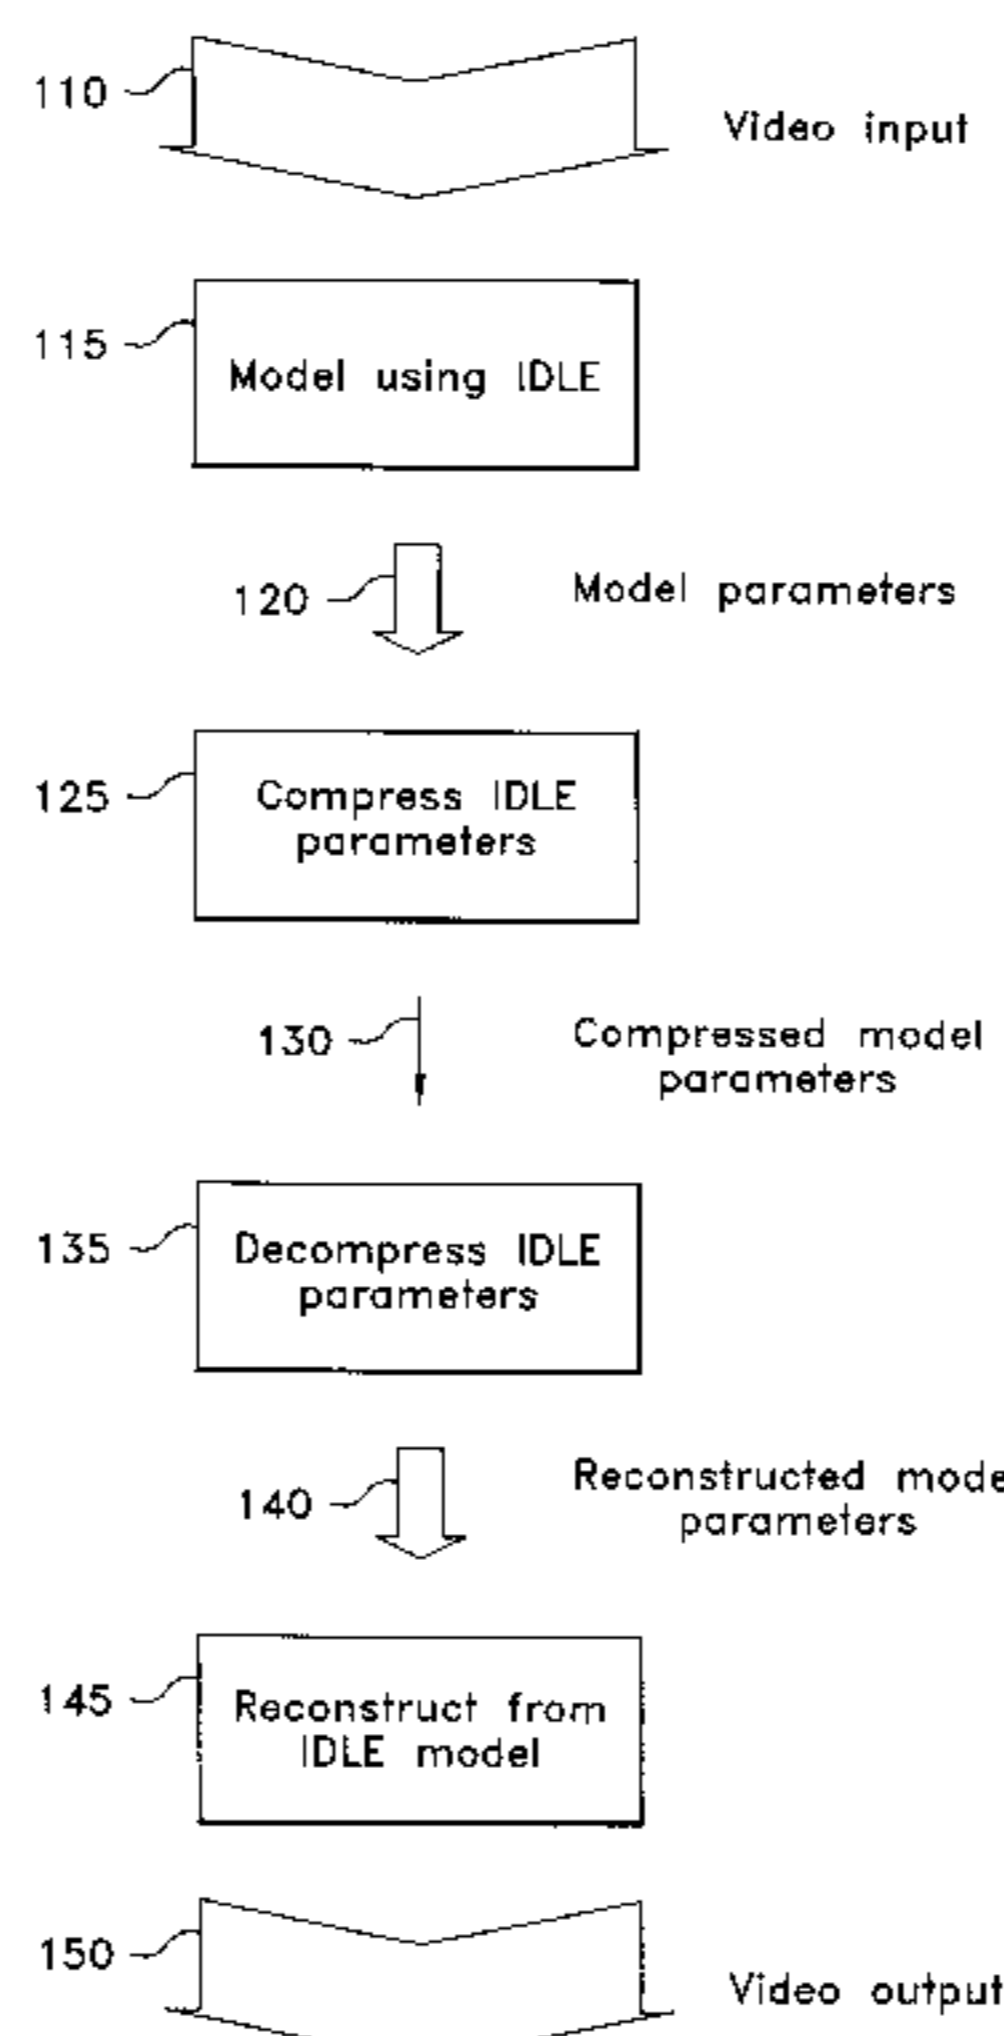 110
Video input
115
Model using IDLE
120
Model parameters
125
Compress IDLE
parameters
130
Compressed model
parameters
135
Decompress IDLE
parameters
140
Reconstructed mode
parameters
145
Reconstruct from
IDLE model
150
Video output